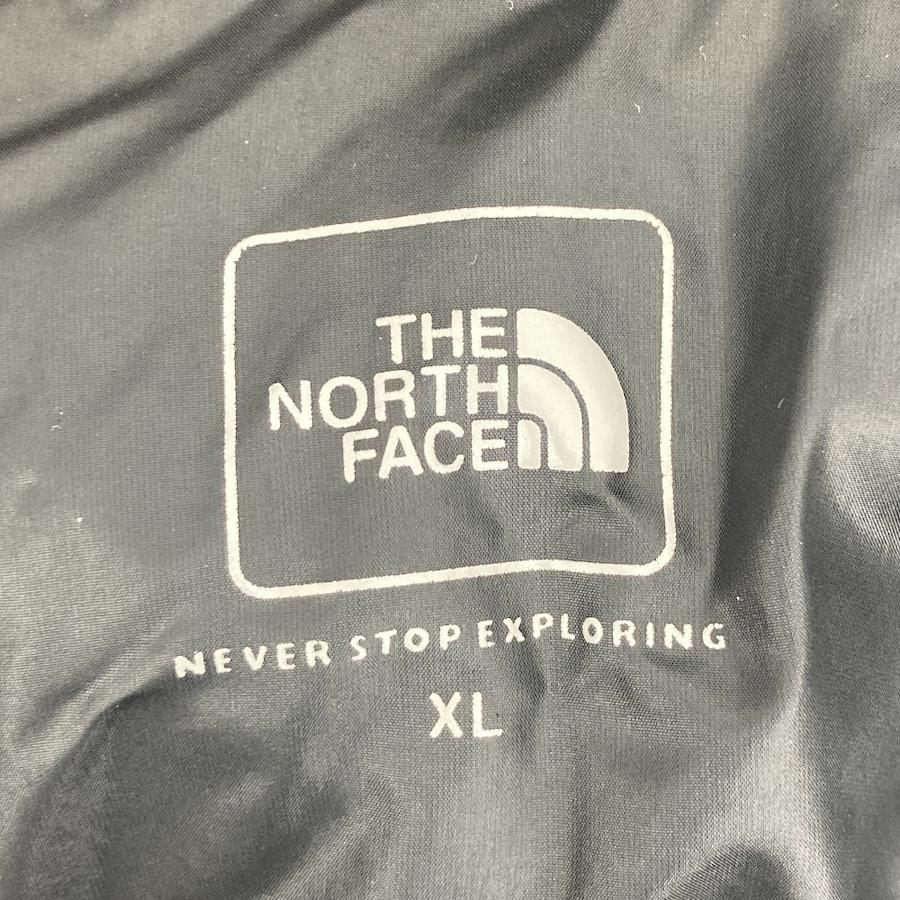 THE
NORTH
FACE
NEVER STOP EXPLORING
XL